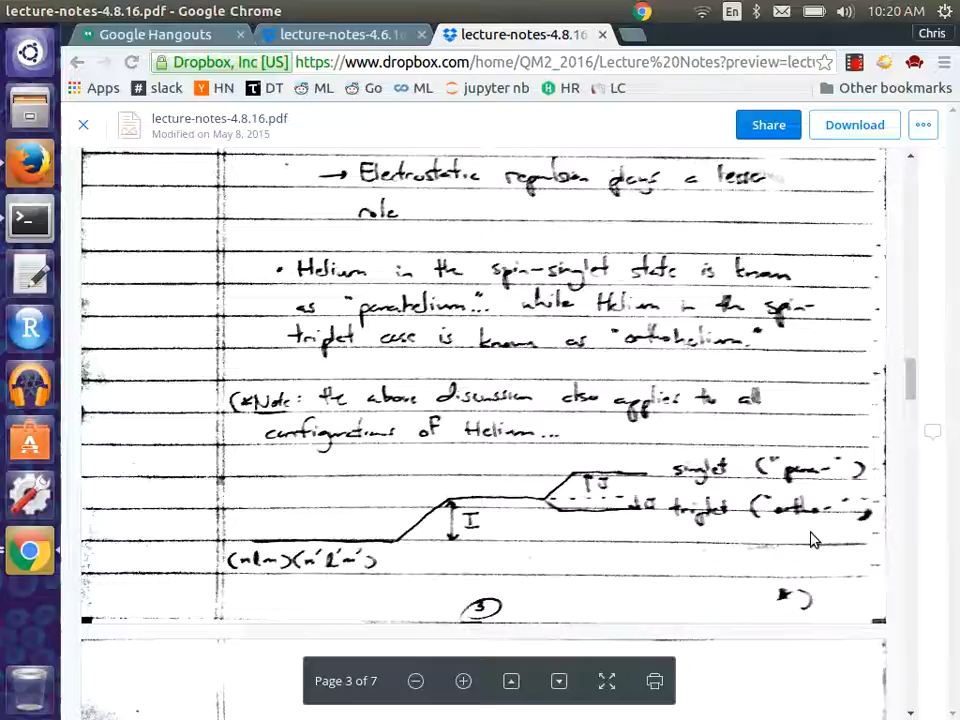 lecture-notes-4.8.16.pdf - Google Chrome
En
10:20 AM
Google Hangouts
lecture-notes-4.6.1
lecture-notes-4.8.16
Chris
Dropbox, Inc [US] https://www.dropbox.com/home/QM2_2016/Lecture%20Notes?preview=lectu
Apps # slack HN DT ML Go ML jupyter nb HR LC Other bookmarks
lecture-notes-4.8.16.pdf
Modified on May 8, 2015
Share
Download
→ Electrostatic repulsion plays a lesser
role
• Helium in the spin-singlet state is known
as "parahelium"... while Helium in the spin-
triplet case is known as "orthohelium."
(*Note: the above discussion also applies to all
configurations of Helium...
singlet ("para-")
J
triplet ("ortho-")
I
(nlm)(n'l'm')
*)
3
Page 3 of 7